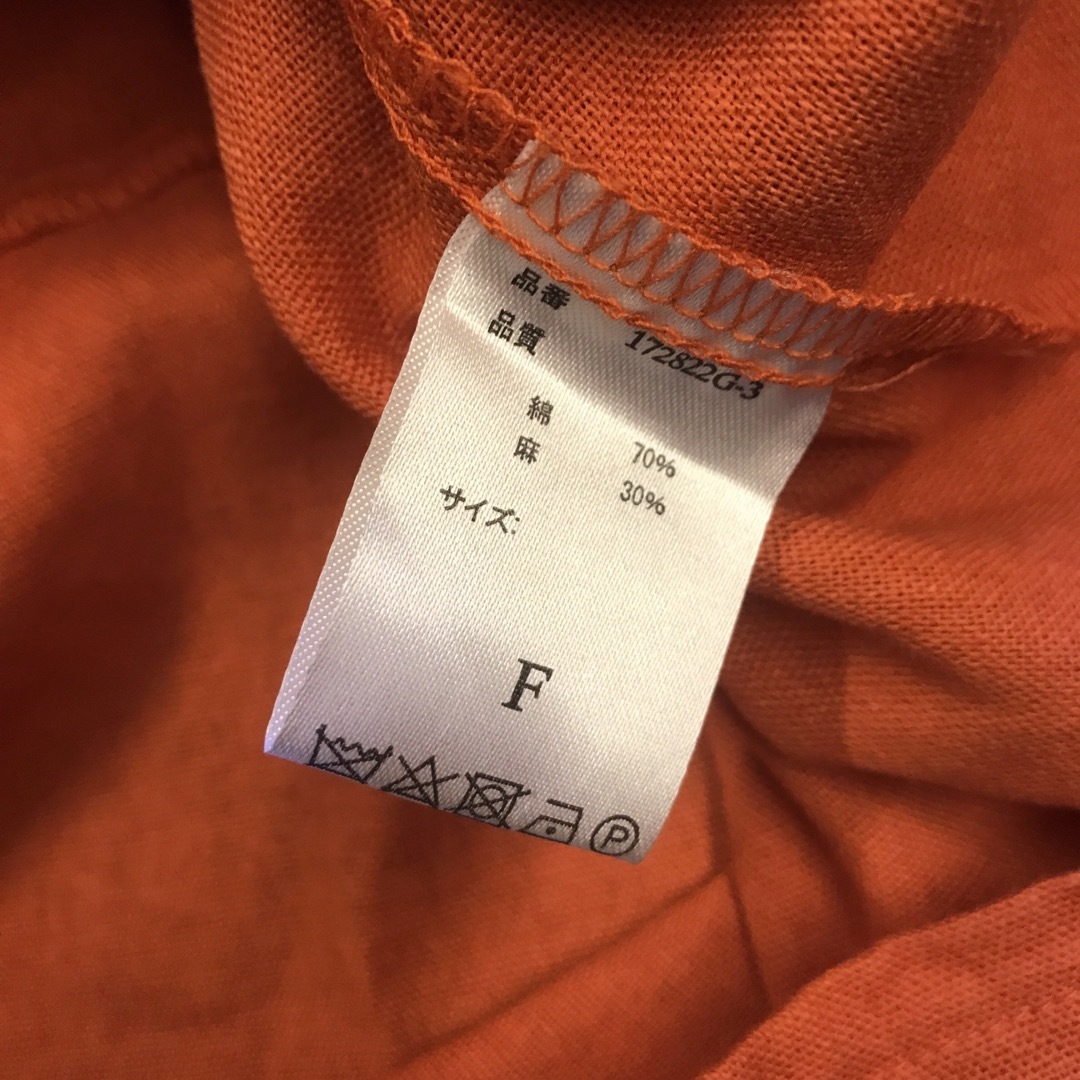 品番
172822G-3
品質
綿 70%
麻 30%
サイズ:
F
P